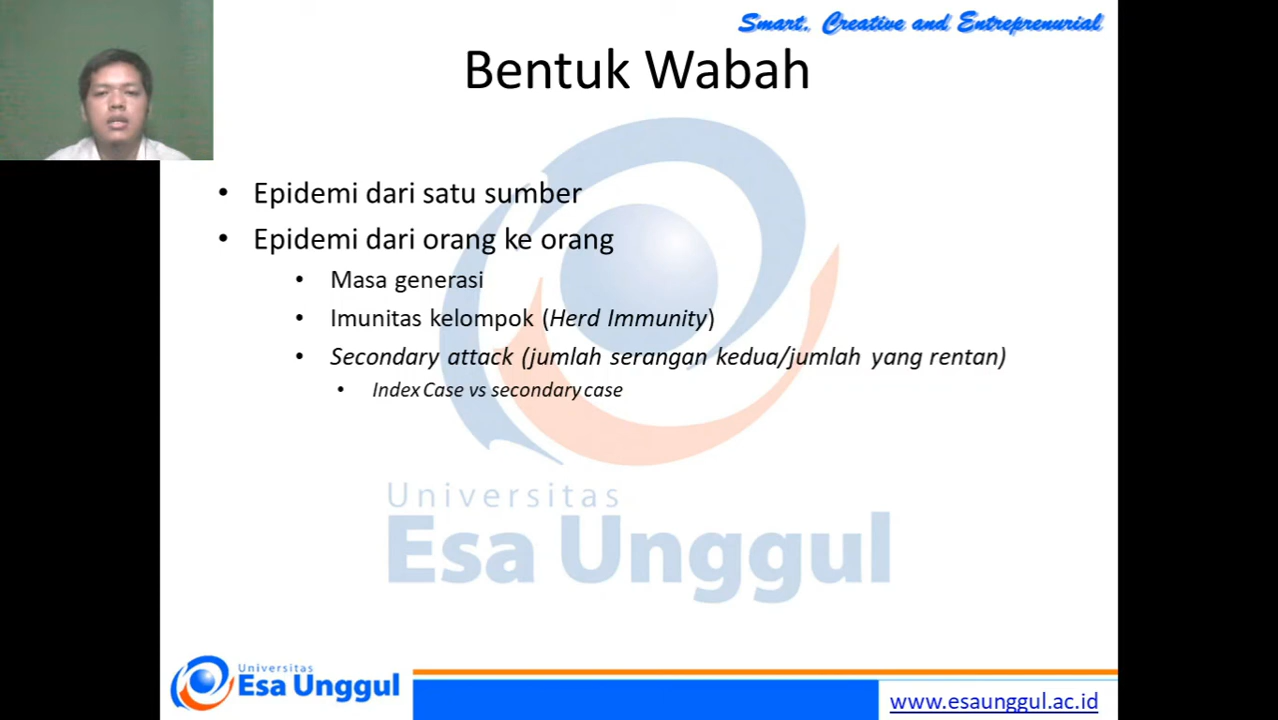 Smart, Creative and Entreprenurial
Bentuk Wabah
• Epidemi dari satu sumber
• Epidemi dari orang ke orang
• Masa generasi
• Imunitas kelompok (Herd Immunity)
• Secondary attack (jumlah serangan kedua/jumlah yang rentan)
• Index Case vs secondary case
Universitas
Esa Unggul
Universitas
Esa Unggul
www.esaunggul.ac.id